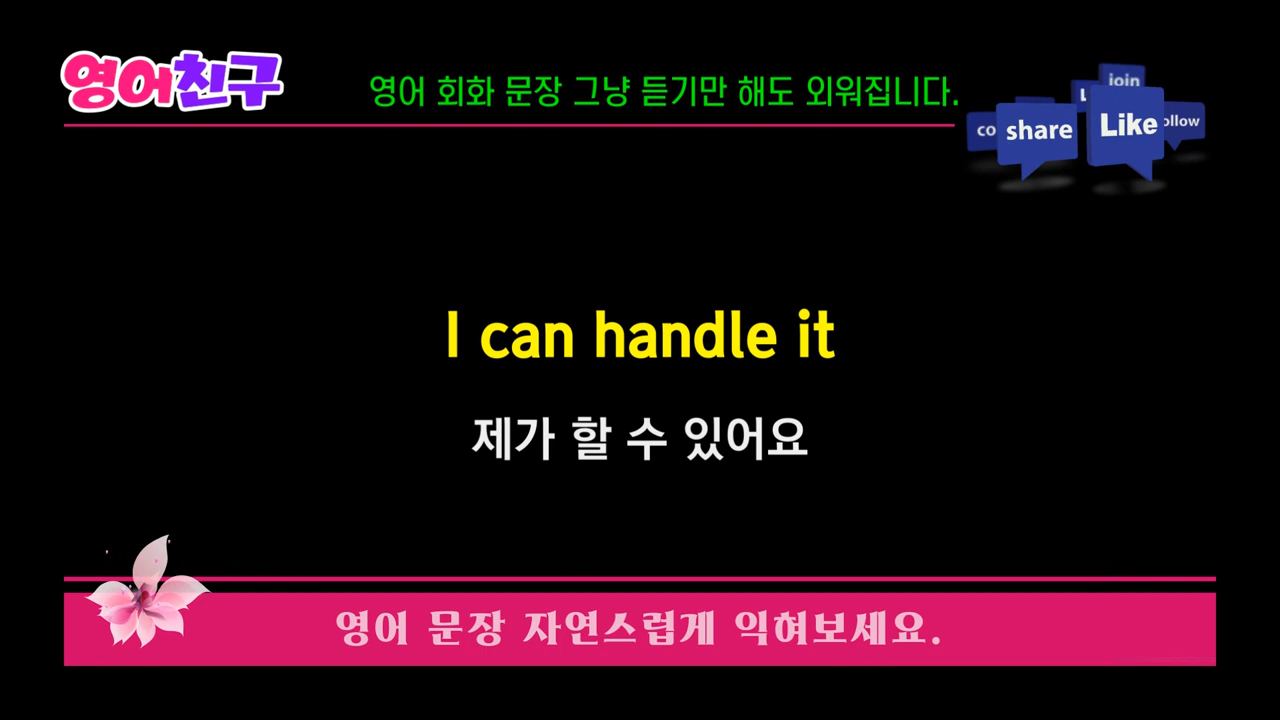 영어친구
영어 회화 문장 그냥 듣기만 해도 외워집니다.
join
share
Like
I can handle it
제가 할 수 있어요
영어 문장 자연스럽게 익혀보세요.